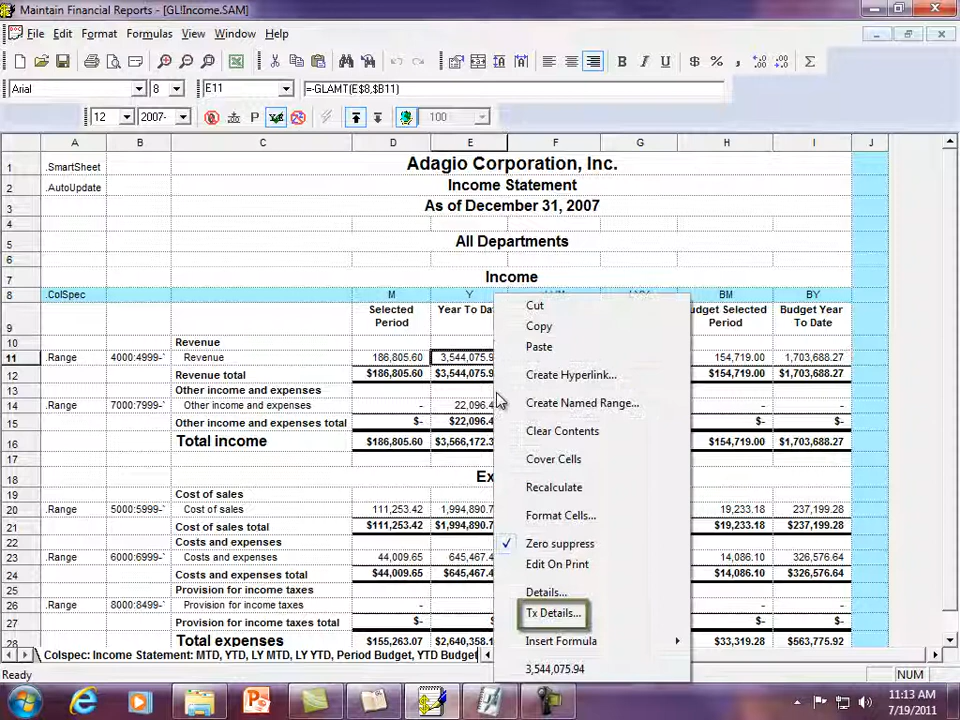 Maintain Financial Reports - [GL!Income.SAM]
File Edit Format Formulas View Window Help
Arial 8 E11 =-GLAMT(E$8,$B11)
12 2007- P 100
A B C D E F G H I J
1 .SmartSheet Adagio Corporation, Inc.
2 .AutoUpdate Income Statement
3 As of December 31, 2007
4
5 All Departments
6
7 Income
8 .ColSpec M Y BM BY
9 Selected Period Year To Budget Selected Period Budget Year To Date
10 Revenue
11 .Range 4000:4999-` Revenue 186,805.60 3,544,075.9 154,719.00 1,703,688.27
12 Revenue total $186,805.60 $3,544,075.9 $154,719.00 $1,703,688.27
13 Other income and expenses
14 .Range 7000:7999-` Other income and expenses - 22,096.4 - -
15 Other income and expenses total $- $22,096.4 $- $-
16 Total income $186,805.60 $3,566,172.3 $154,719.00 $1,703,688.27
17
18 Ex
19 Cost of sales
20 .Range 5000:5999-` Cost of sales 111,253.42 1,994,890.7 19,233.18 237,199.28
21 Cost of sales total $111,253.42 $1,994,890.7 $19,233.18 $237,199.28
22 Costs and expenses
23 .Range 6000:6999-` Costs and expenses 44,009.65 645,467.4 14,086.10 326,576.64
24 Costs and expenses total $44,009.65 $645,467.4 $14,086.10 $326,576.64
25 Provision for income taxes
26 .Range 8000:8499-` Provision for income taxes - - -
27 Provision for income taxes total $- $- $-
28 Total expenses $155,263.07 $2,640,358.1 $33,319.28 $563,775.92
Cut
Copy
Paste
Create Hyperlink...
Create Named Range...
Clear Contents
Cover Cells
Recalculate
Format Cells...
Zero suppress
Edit On Print
Details...
Tx Details...
Insert Formula
3,544,075.94
Colspec: Income Statement: MTD, YTD, LY MTD, LY YTD, Period Budget, YTD Budget
Ready NUM
11:13 AM
7/19/2011